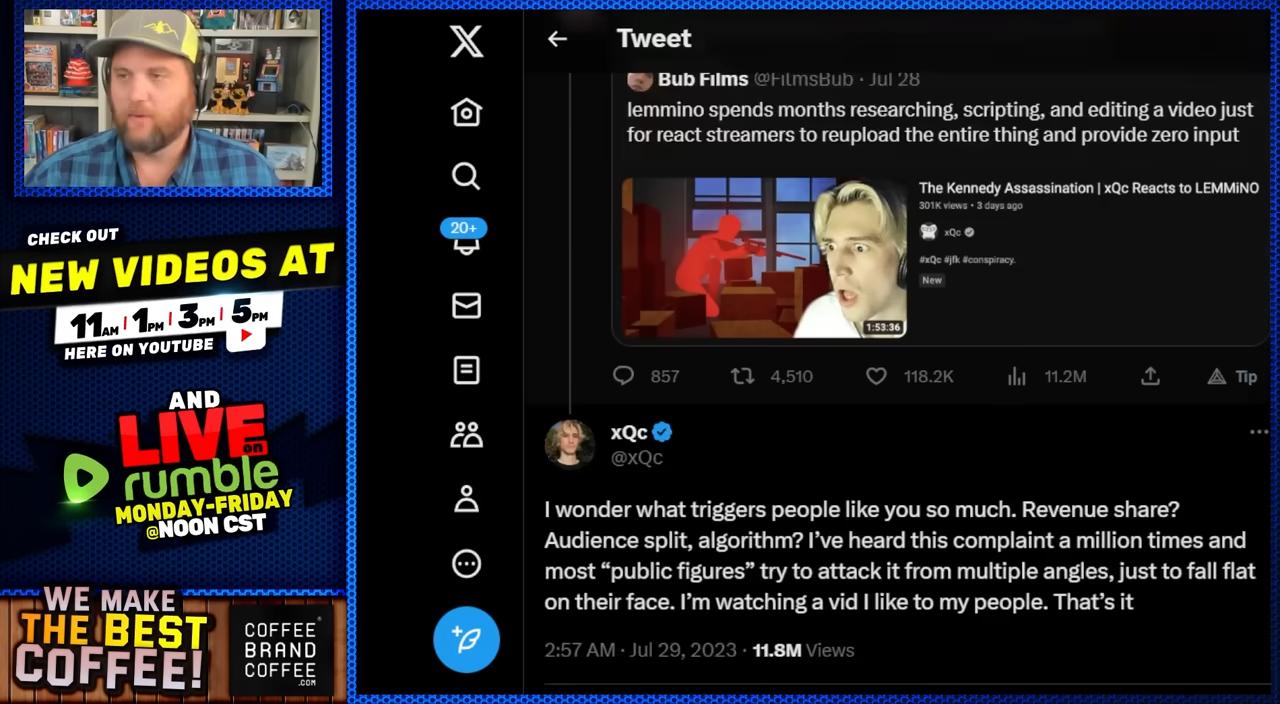 CHECK OUT
NEW VIDEOS AT
11AM | 1PM | 3PM | 5PM
HERE ON YOUTUBE
AND
LIVE on
rumble
MONDAY-FRIDAY
@NOON CST
WE MAKE
THE BEST
COFFEE!
COFFEE
BRAND
COFFEE
.COM
20+
Tweet
Bub Films @FilmsBub · Jul 28
lemmino spends months researching, scripting, and editing a video just
for react streamers to reupload the entire thing and provide zero input
The Kennedy Assassination | xQc Reacts to LEMMiNO
301K views • 3 days ago
xQc
#xQc #jfk #conspiracy.
New
1:53:36
857 4,510 118.2K 11.2M Tip
xQc
@xQc
I wonder what triggers people like you so much. Revenue share?
Audience split, algorithm? I’ve heard this complaint a million times and
most “public figures” try to attack it from multiple angles, just to fall flat
on their face. I’m watching a vid I like to my people. That’s it
2:57 AM · Jul 29, 2023 · 11.8M Views